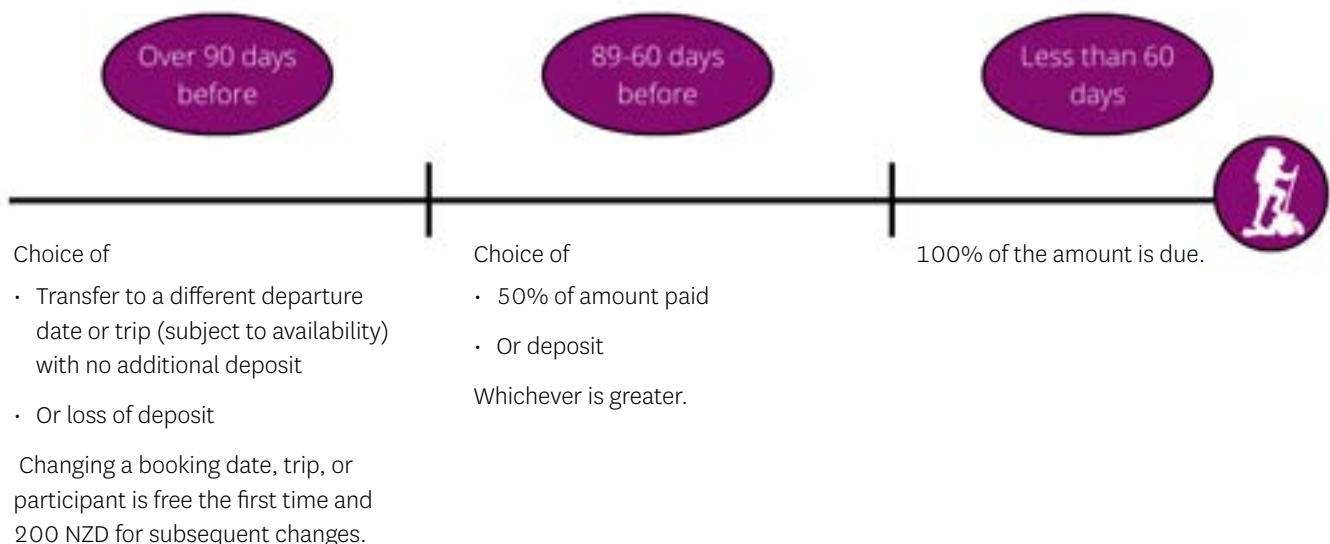 Over 90 days
before
89-60 days
before
Less than 60
days
Choice of
• Transfer to a different departure
date or trip (subject to availability)
with no additional deposit
• Or loss of deposit
Changing a booking date, trip, or
participant is free the first time and
200 NZD for subsequent changes.
Choice of
• 50% of amount paid
• Or deposit
Whichever is greater.
100% of the amount is due.